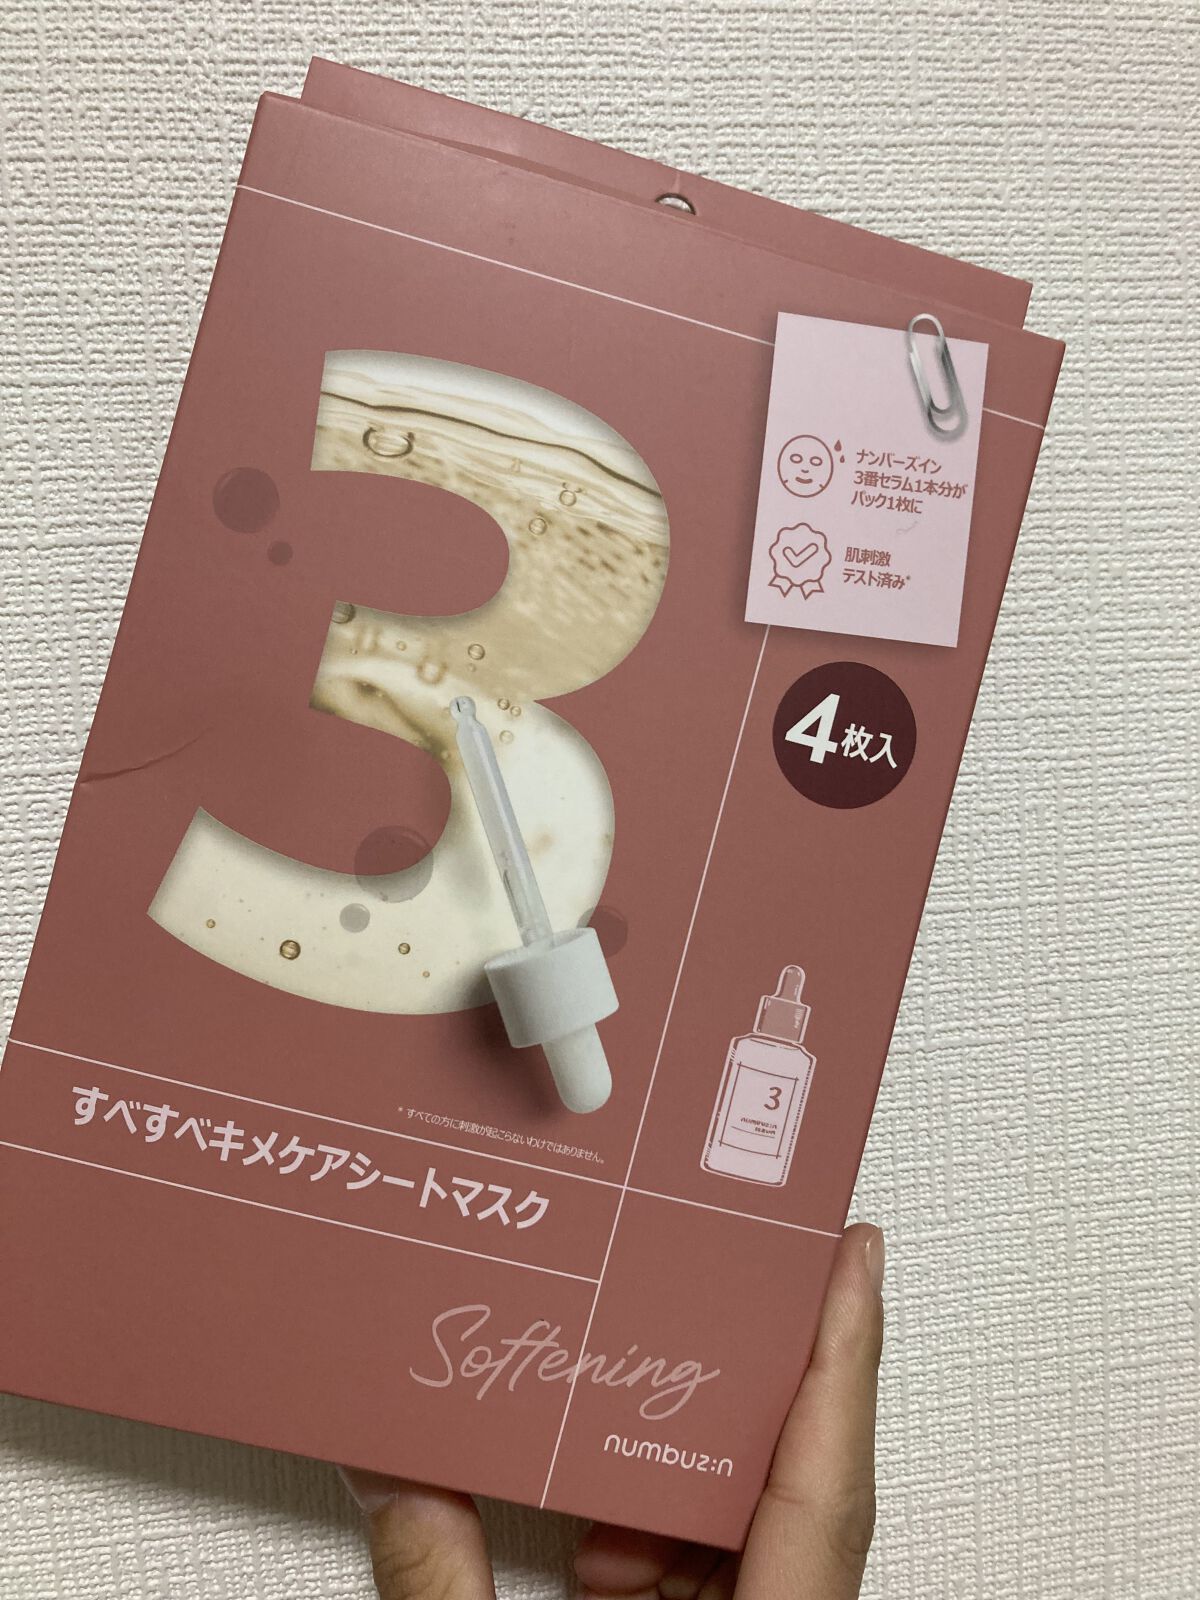 ナンバーズイン
3番セラム1本分が
パック1枚に
肌刺激
テスト済み*
4枚入
3
numbuz:n
serum
* すべての方に刺激が起こらないわけではありません。
すべすべキメケアシートマスク
Softening
numbuz:n